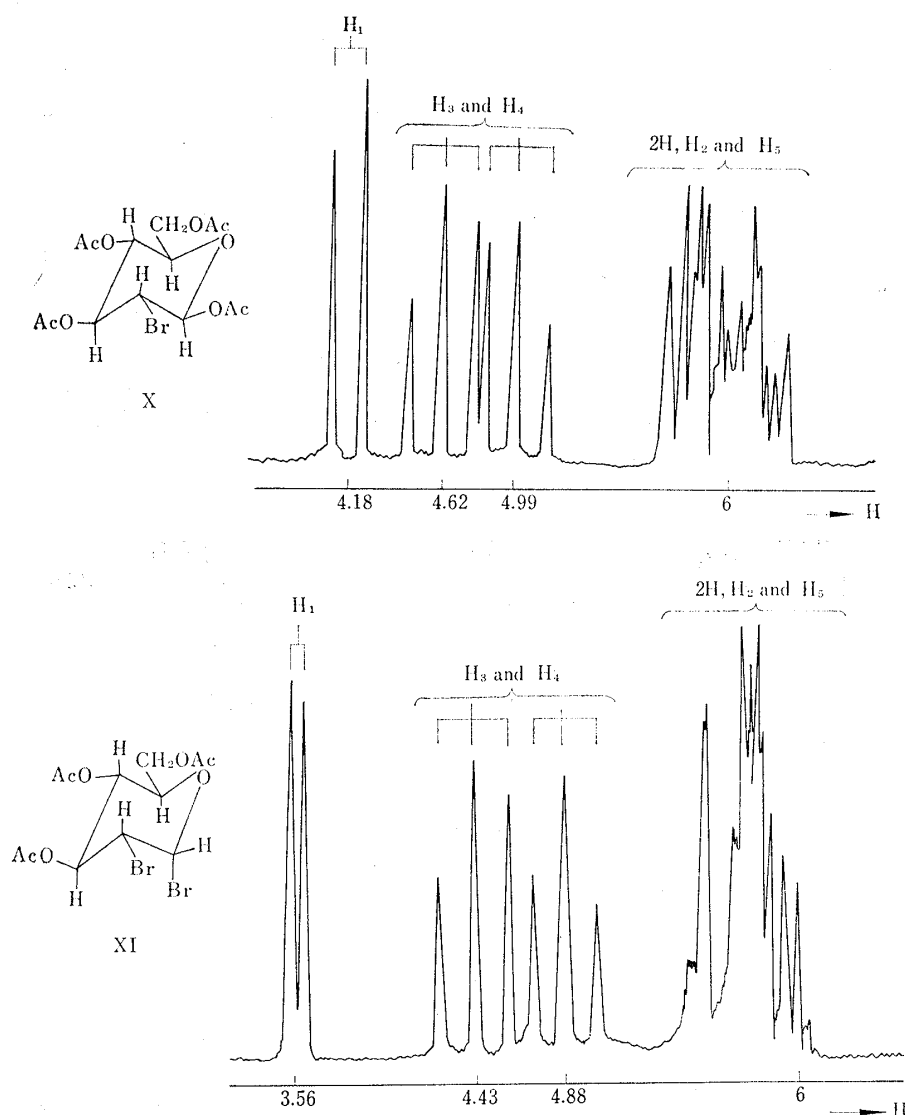 H₁
H₃ and H₄
2H, H₂ and H₅
H
CH₂OAc
O
AcO
H
H
AcO
Br
OAc
H
H
X
4.18 4.62 4.99 6
H
H₁
H₃ and H₄
2H, H₂ and H₅
H
CH₂OAc
O
AcO
H
H
H
AcO
Br
H
Br
XI
3.56 4.43 4.88 6
H